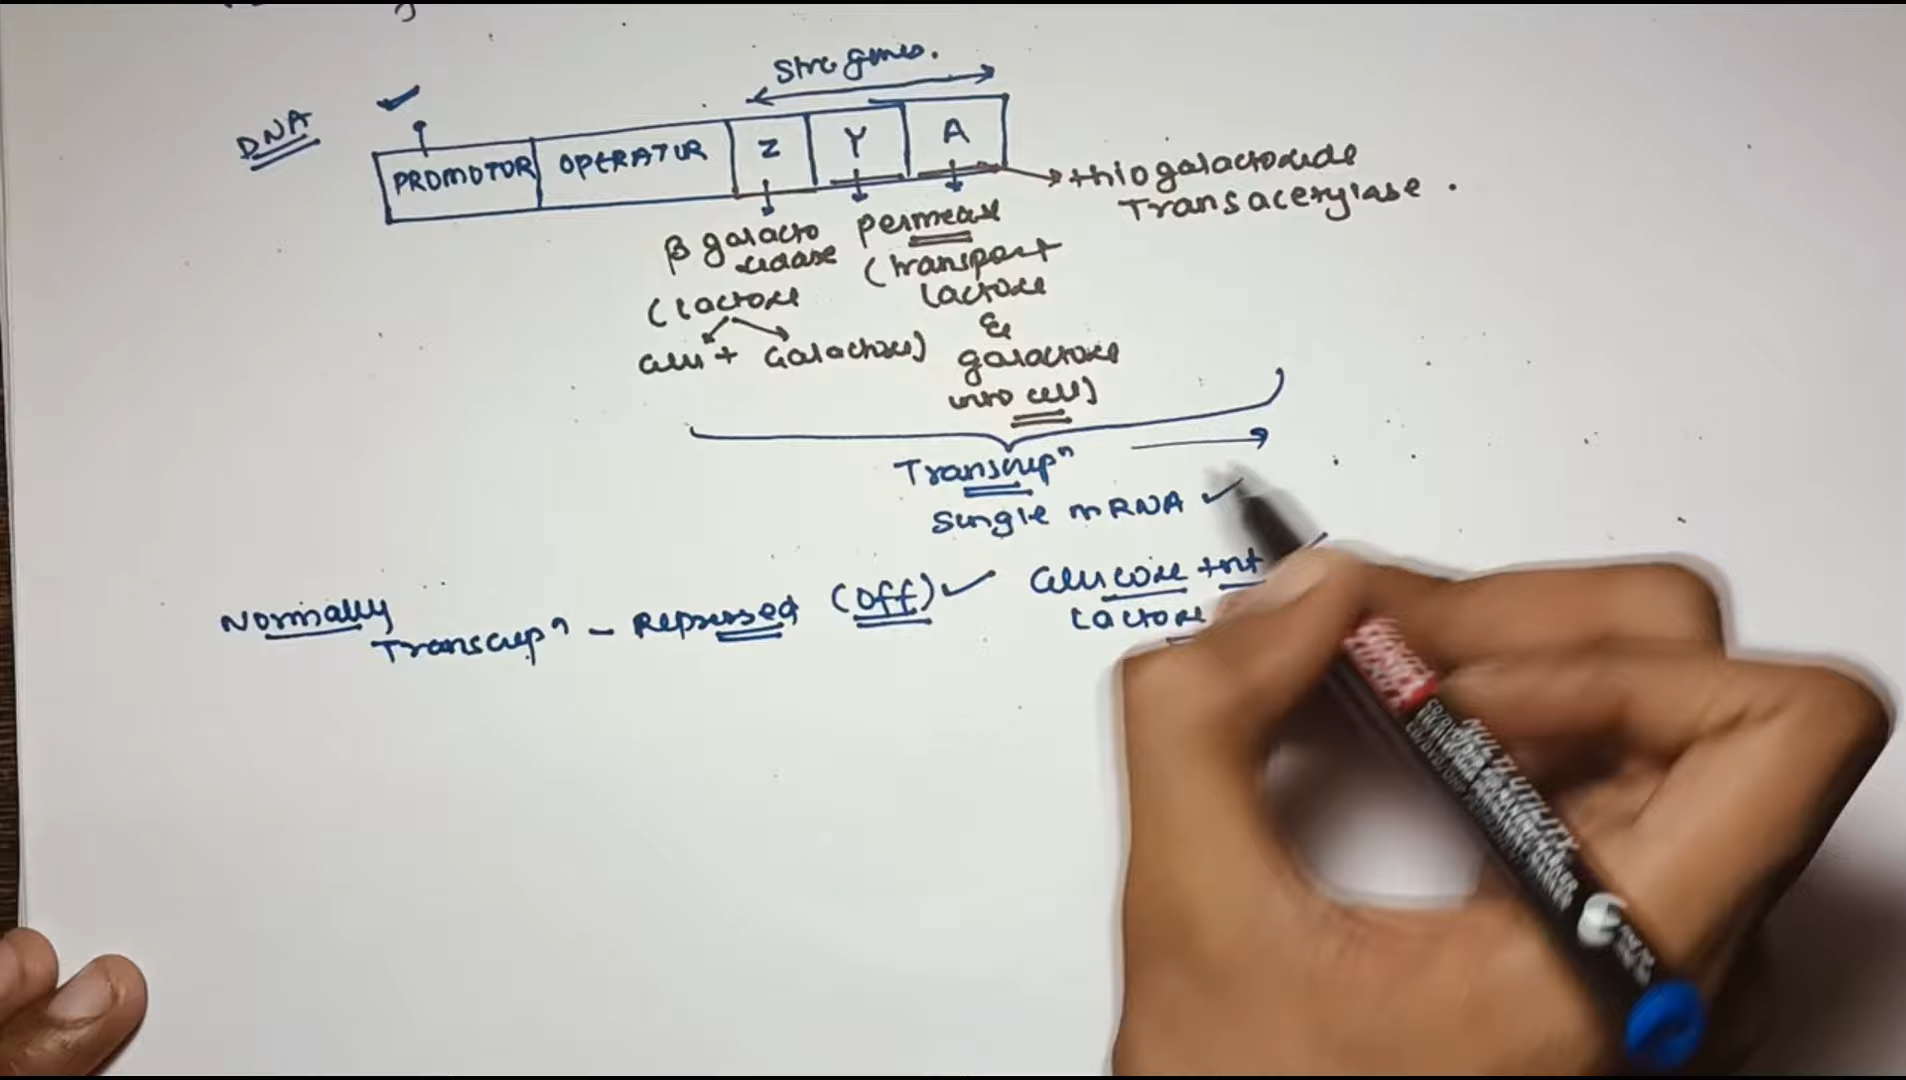 Strc genes.
DNA
PROMOTOR OPERATUR Z Y A
thiogalactoside
Transacetylase.
β galacto
sidase
(lactose
Glu + Galactose)
permease
(transport
lactose
&
galactose
into cell)
Transcripⁿ
Single mRNA
Normally
Transcripⁿ - Repressed (Off)
Glucose +nt
Lactose